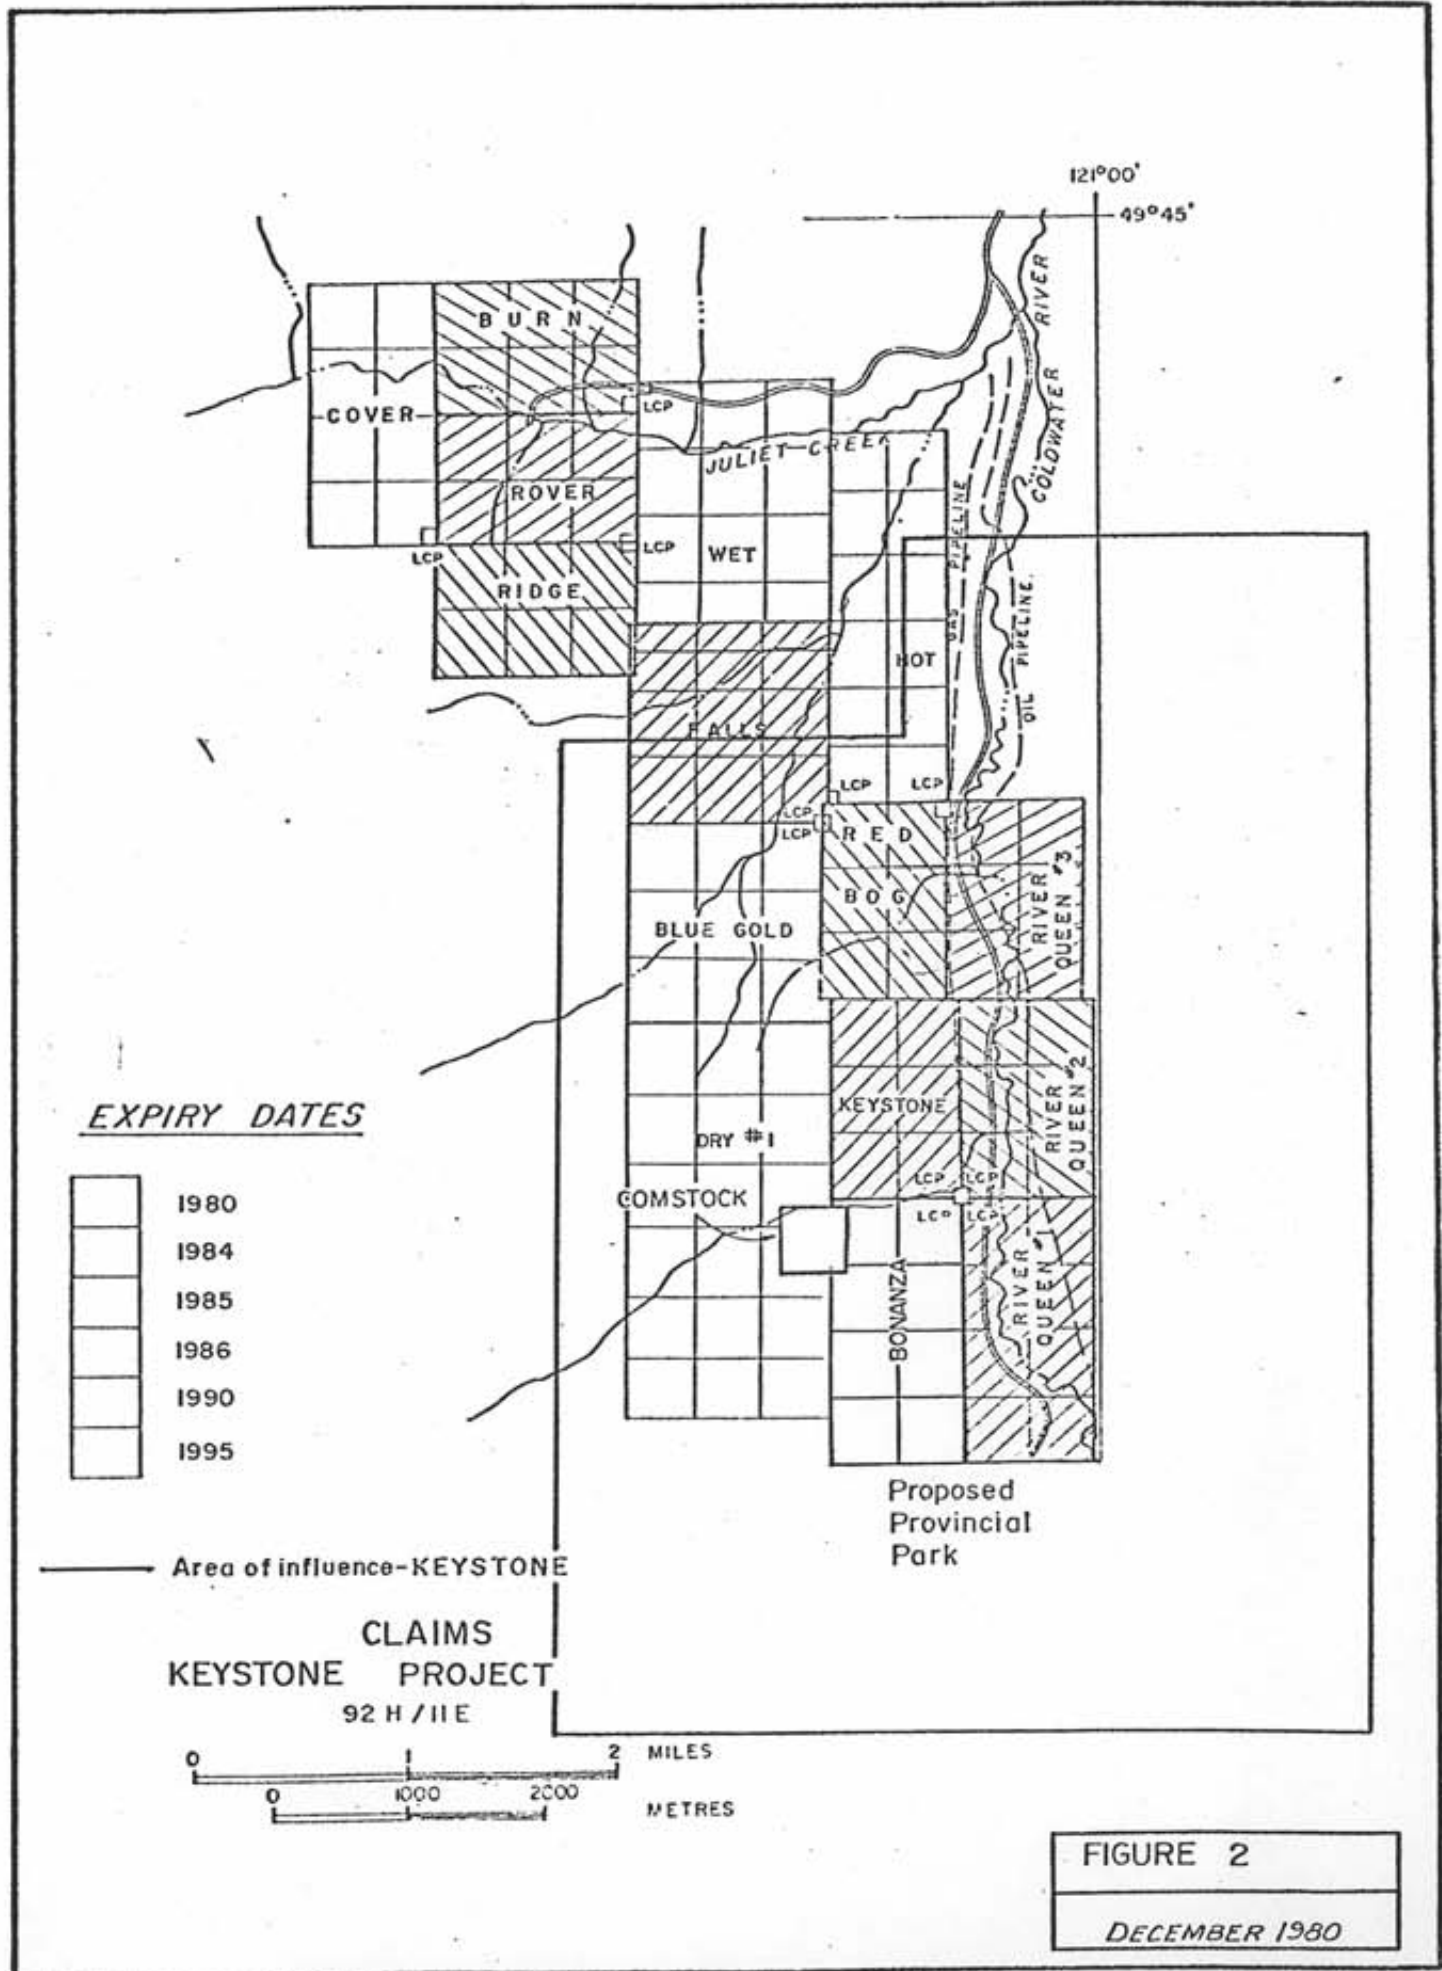 121°00'
49°45'
BURN
COLDWATER RIVER
COVER
LCP
JULIET CREEK
ROVER
GAS PIPELINE
LCP
WET
LCP
RIDGE
OIL PIPELINE.
HOT
FALLS
LCP
LCP
LCP
LCP
RED
BOG
RIVER
QUEEN #3
BLUE GOLD
RIVER
QUEEN #2
KEYSTONE
EXPIRY DATES
DRY #1
LCP
LCP
COMSTOCK
LCP
LCP
1980
1984
1985
1986
1990
1995
BONANZA
RIVER
QUEEN #1
Proposed
Provincial
Park
Area of influence-KEYSTONE
CLAIMS
KEYSTONE PROJECT
92 H / 11 E
0 1 2 MILES
0 1000 2000
METRES
FIGURE 2
DECEMBER 1980